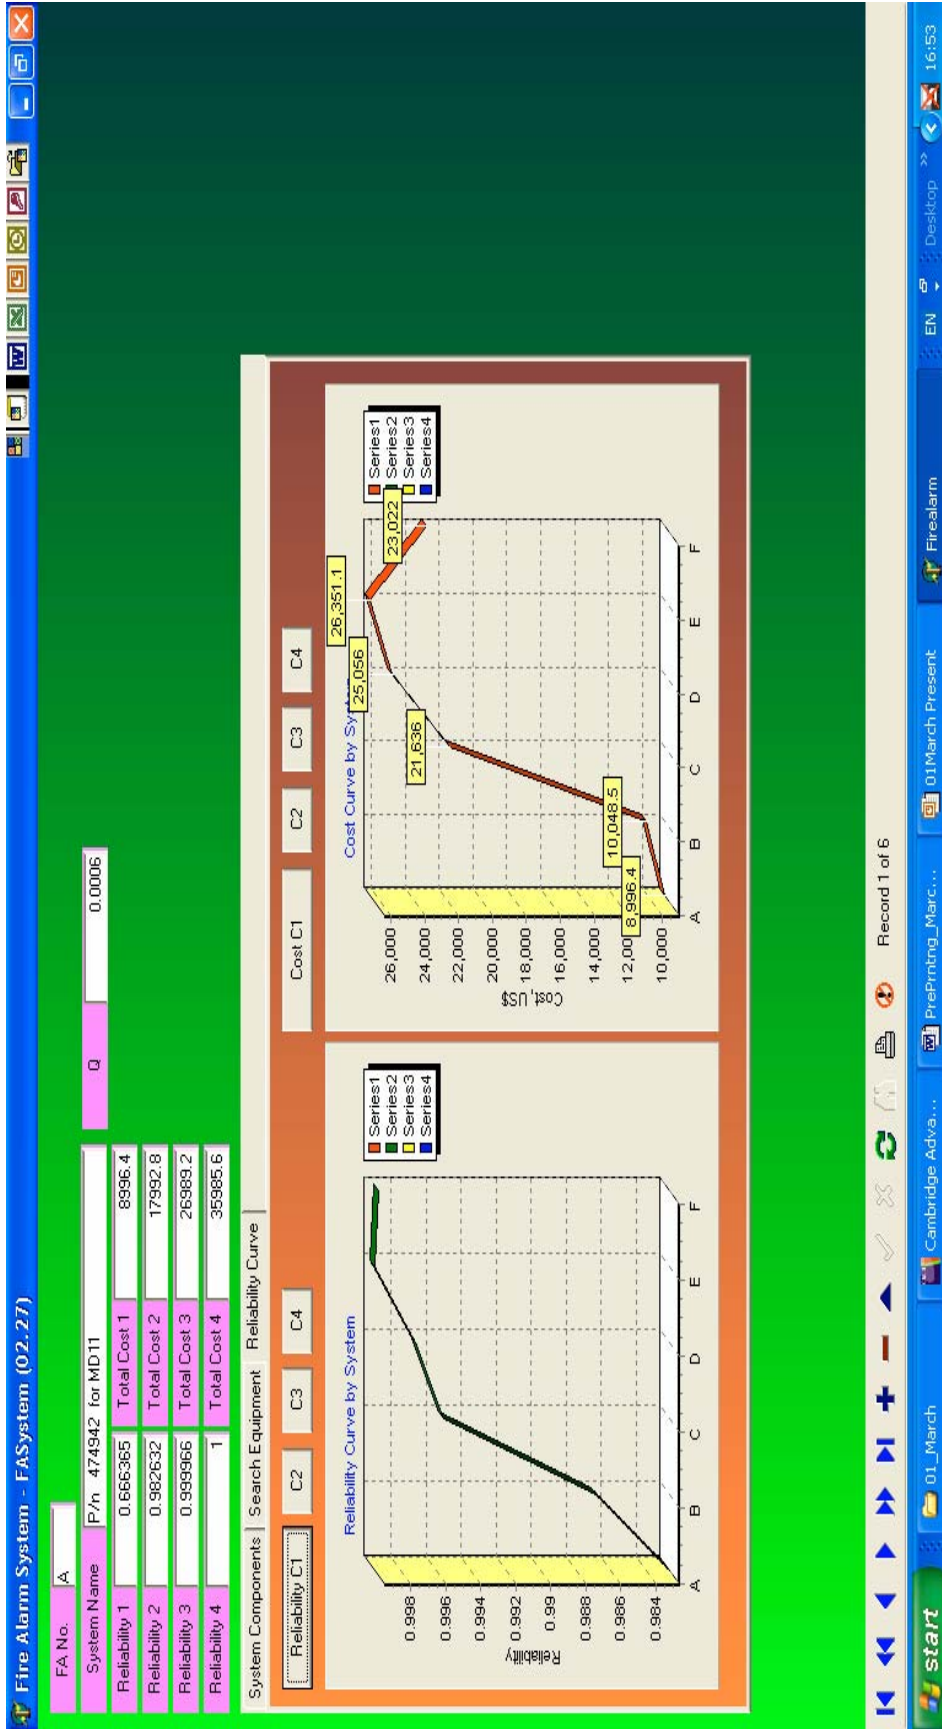 Fire Alarm System - FASystem (02.27)
FA No. A
System Name P/n 474942 for MD11 Q 0.0006
Reliability 1 0.666365 Total Cost 1 8996.4
Reliability 2 0.982632 Total Cost 2 17992.8
Reliability 3 0.999966 Total Cost 3 26989.2
Reliability 4 1 Total Cost 4 35985.6
System Components Search Equipment Reliability Curve
Reliability C1 C2 C3 C4 Cost C1 C2 C3 C4
Reliability Curve by System
Reliability
0.998
0.996
0.994
0.992
0.99
0.988
0.986
0.984
A B C D E F
Series1
Series2
Series3
Series4
Cost Curve by Sy
Cost, US$
26,000
24,000
22,000
20,000
18,000
16,000
14,000
12,000
10,000
8,996.4
10,048.5
21,636
25,056
26,351.1
23,022
A B C D E F
Series1
Series2
Series3
Series4
Record 1 of 6
start 01_March Cambridge Adva... PrePrntng_Marc... 01March Present Firealarm EN Desktop » 16:53